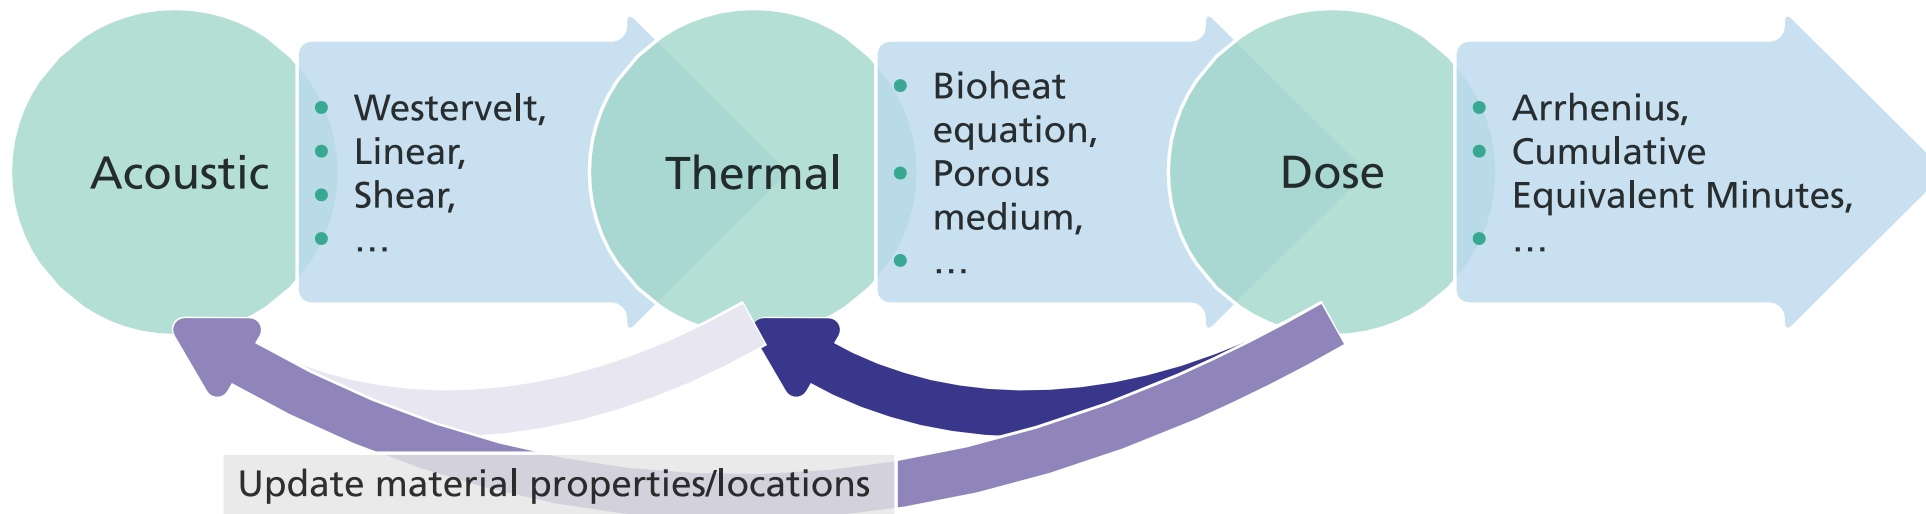 Acoustic
Westervelt,
Linear,
Shear,
...
Thermal
Bioheat
equation,
Porous
medium,
...
Dose
Arrhenius,
Cumulative
Equivalent Minutes,
...
Update material properties/locations